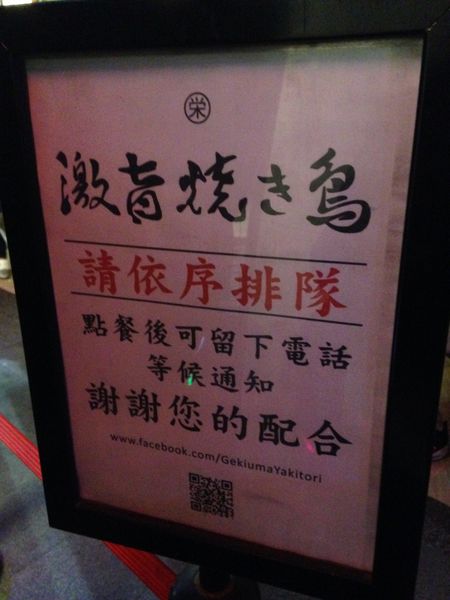 栄
激旨焼き鳥
請依序排隊
點餐後可留下電話
等候通知
謝謝您的配合
www.facebook.com/GekiumaYakitori